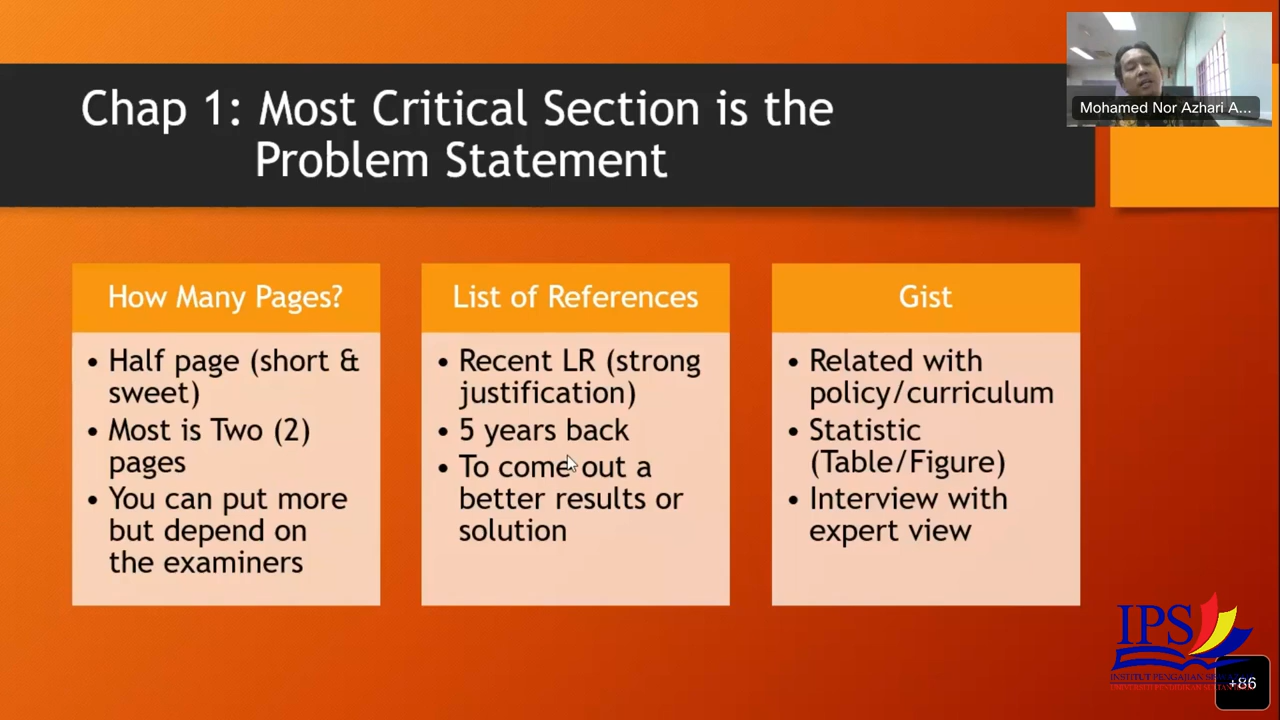 Chap 1: Most Critical Section is the
Problem Statement
Mohamed Nor Azhari A...
How Many Pages?
• Half page (short &
sweet)
• Most is Two (2)
pages
• You can put more
but depend on
the examiners
List of References
• Recent LR (strong
justification)
• 5 years back
• To come out a
better results or
solution
Gist
• Related with
policy/curriculum
• Statistic
(Table/Figure)
• Interview with
expert view
IPS
INSTITUT PENGAJIAN
+86